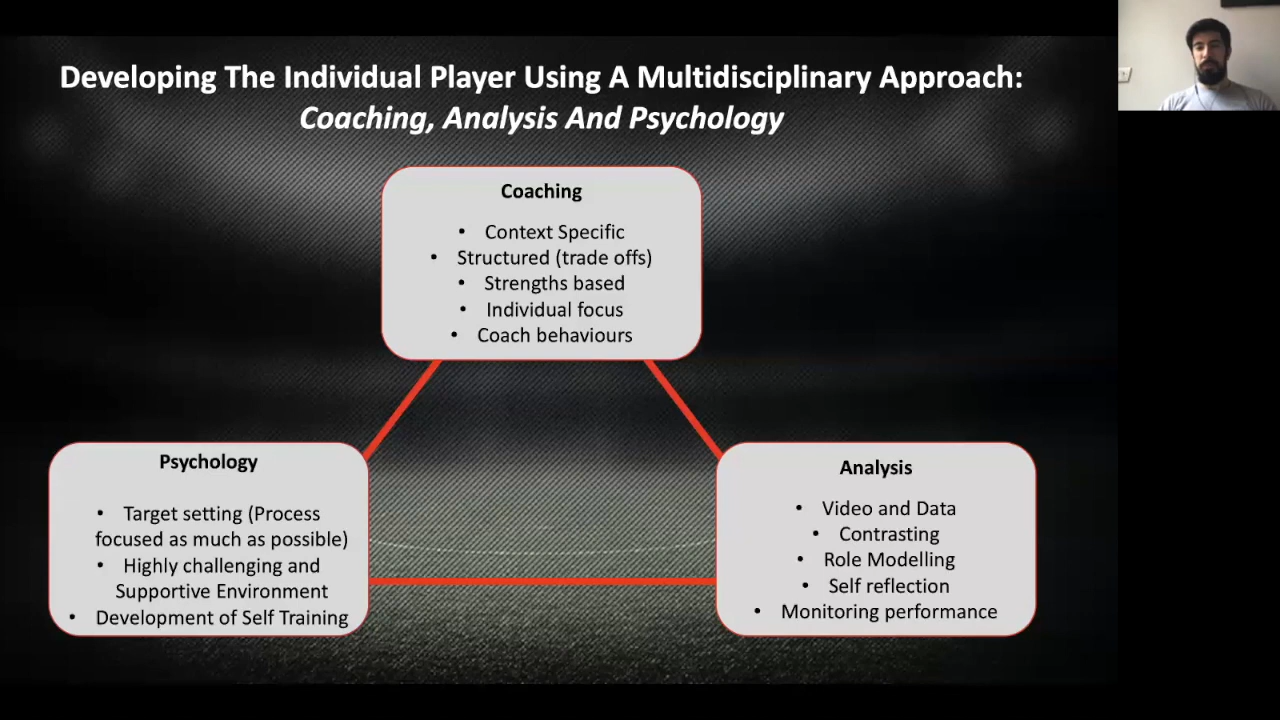 Developing The Individual Player Using A Multidisciplinary Approach:
Coaching, Analysis And Psychology
Coaching
• Context Specific
• Structured (trade offs)
• Strengths based
• Individual focus
• Coach behaviours
Psychology
• Target setting (Process
focused as much as possible)
• Highly challenging and
Supportive Environment
• Development of Self Training
Analysis
• Video and Data
• Contrasting
• Role Modelling
• Self reflection
• Monitoring performance